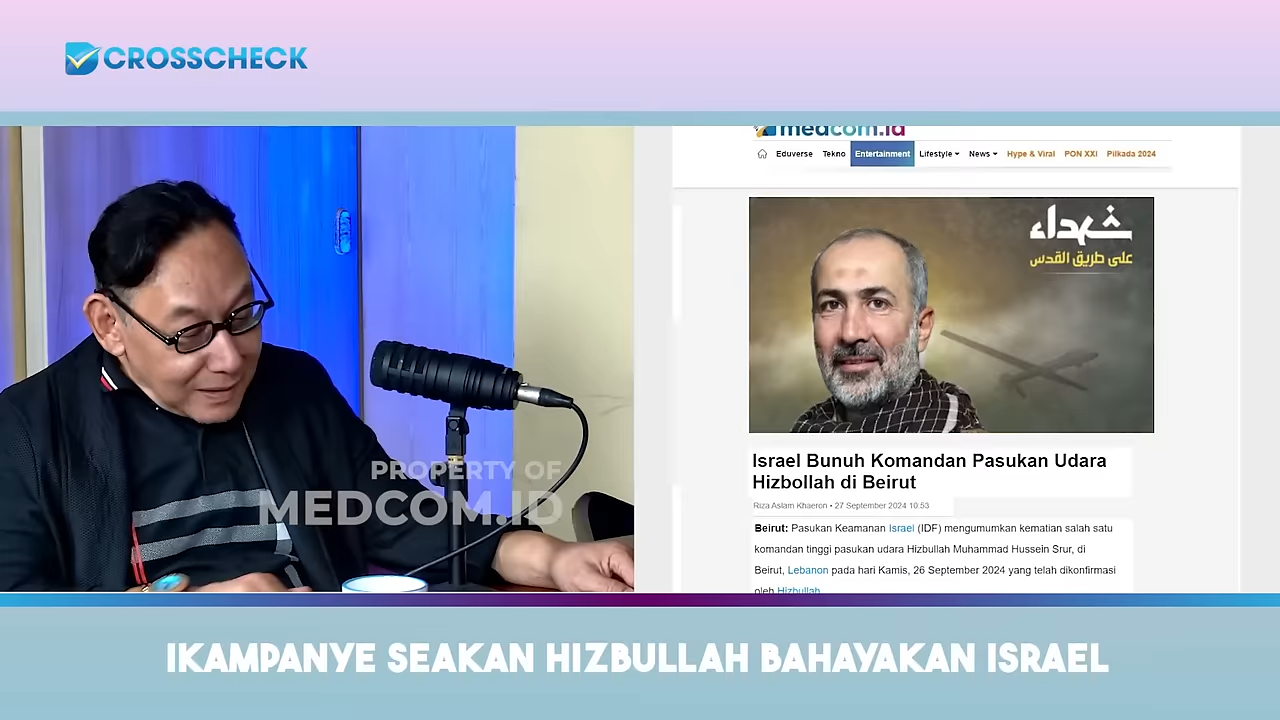 CROSSCHECK
medcom.id
Eduverse Tekno Entertainment Lifestyle News Hype & Viral PON XXI Pilkada 2024
شهداء
على طريق القدس
PROPERTY OF
MEDCOM.ID
Israel Bunuh Komandan Pasukan Udara
Hizbollah di Beirut
Riza Aslam Khaeron • 27 September 2024 10:53
Beirut: Pasukan Keamanan Israel (IDF) mengumumkan kematian salah satu
komandan tinggi pasukan udara Hizbullah Muhammad Hussein Srur, di
Beirut, Lebanon pada hari Kamis, 26 September 2024 yang telah dikonfirmasi
oleh Hizbullah.
IKAMPANYE SEAKAN HIZBULLAH BAHAYAKAN ISRAEL